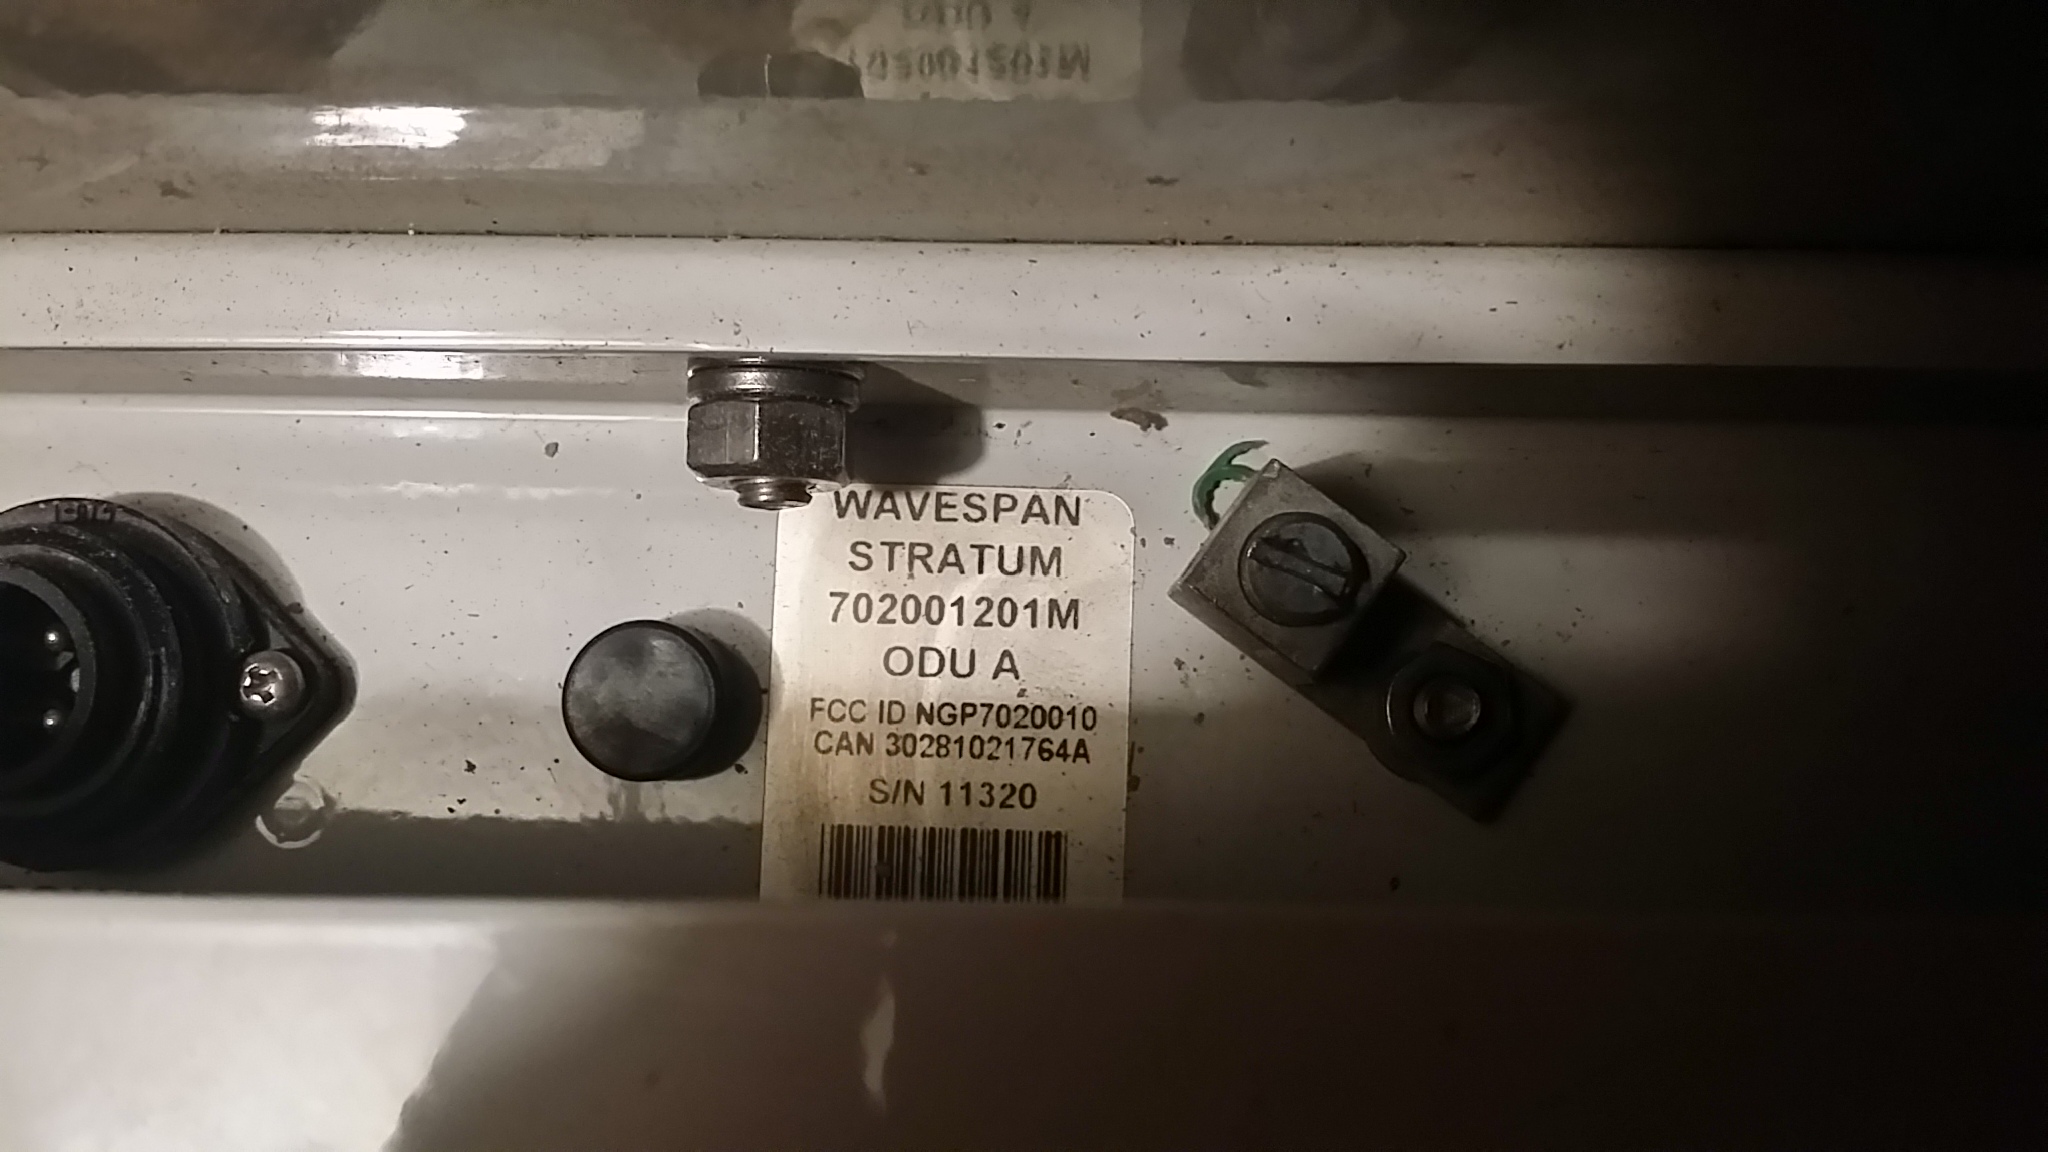 WAVESPAN
STRATUM
702001201M
ODU A
FCC ID NGP7020010
CAN 30281021764A
S/N 11320